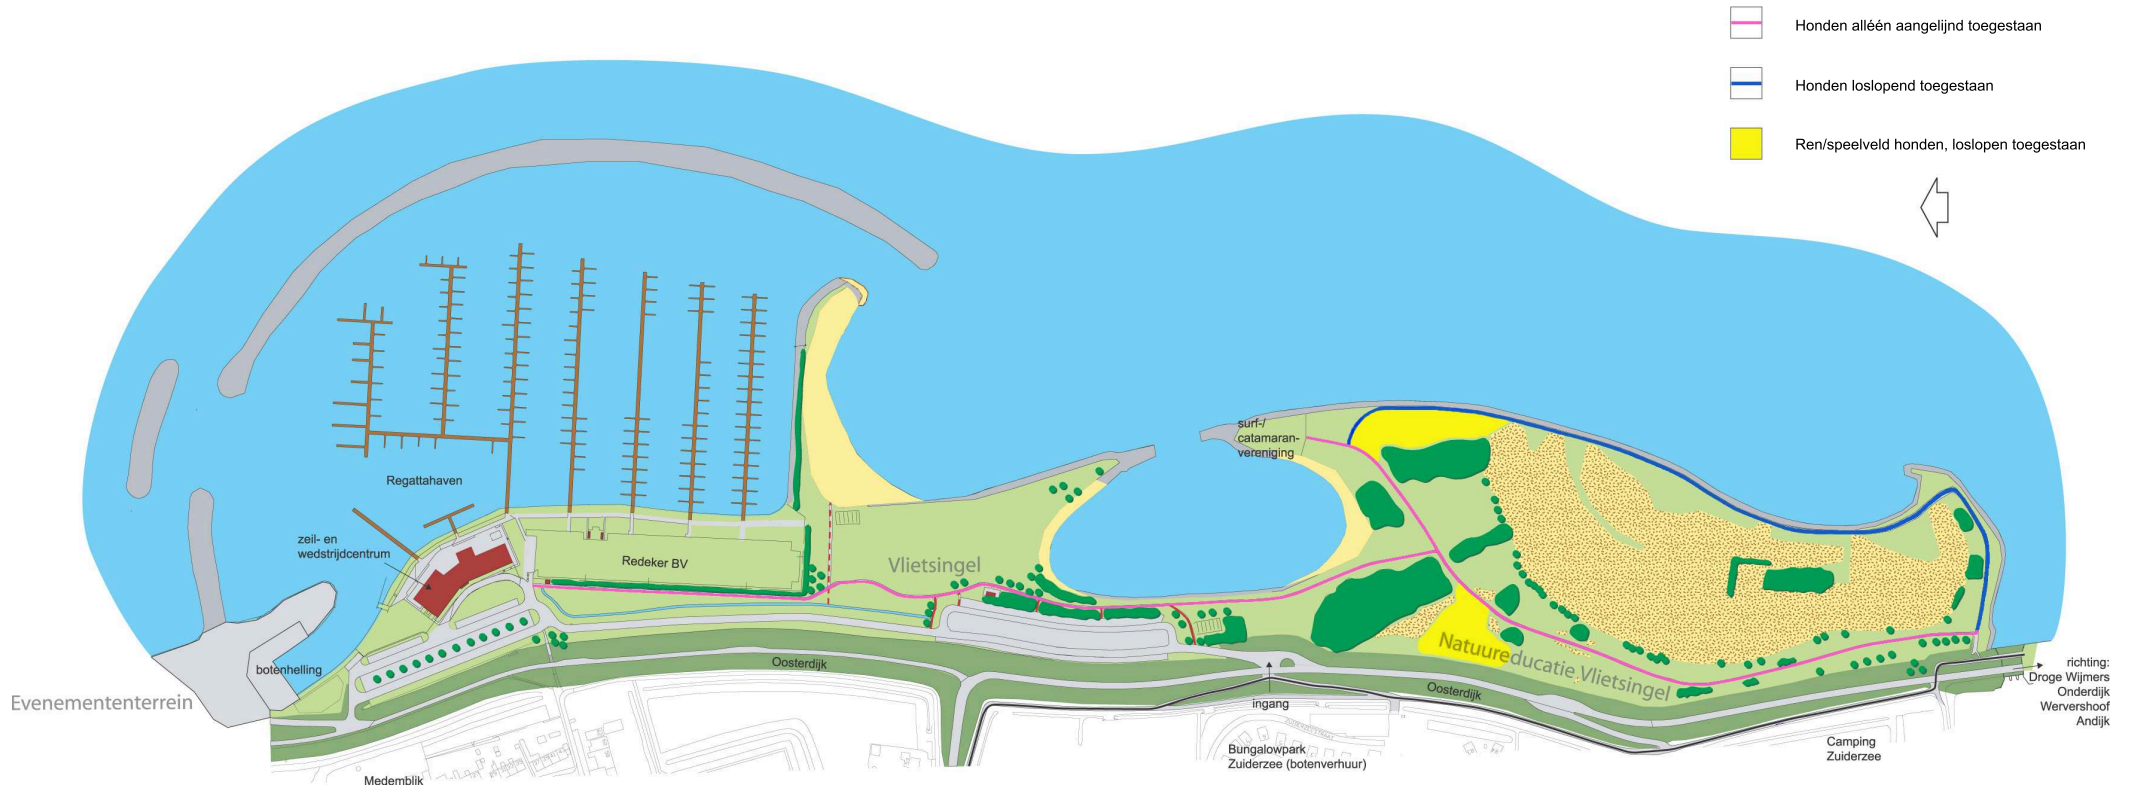 Honden alléén aangelijnd toegestaan
Honden loslopend toegestaan
Ren/speelveld honden, loslopen toegestaan
surf-/
catamaran-
vereniging
Regattahaven
zeil- en
wedstrijdcentrum
Redeker BV
Vlietsingel
botenhelling
Evenemententerrein
Oosterdijk
Natuureducatie Vlietsingel
Oosterdijk
ingang
richting:
Droge Wijmers
Onderdijk
Wervershoof
Andijk
Bungalowpark
Zuiderzee (botenverhuur)
Camping
Zuiderzee
Medemblik